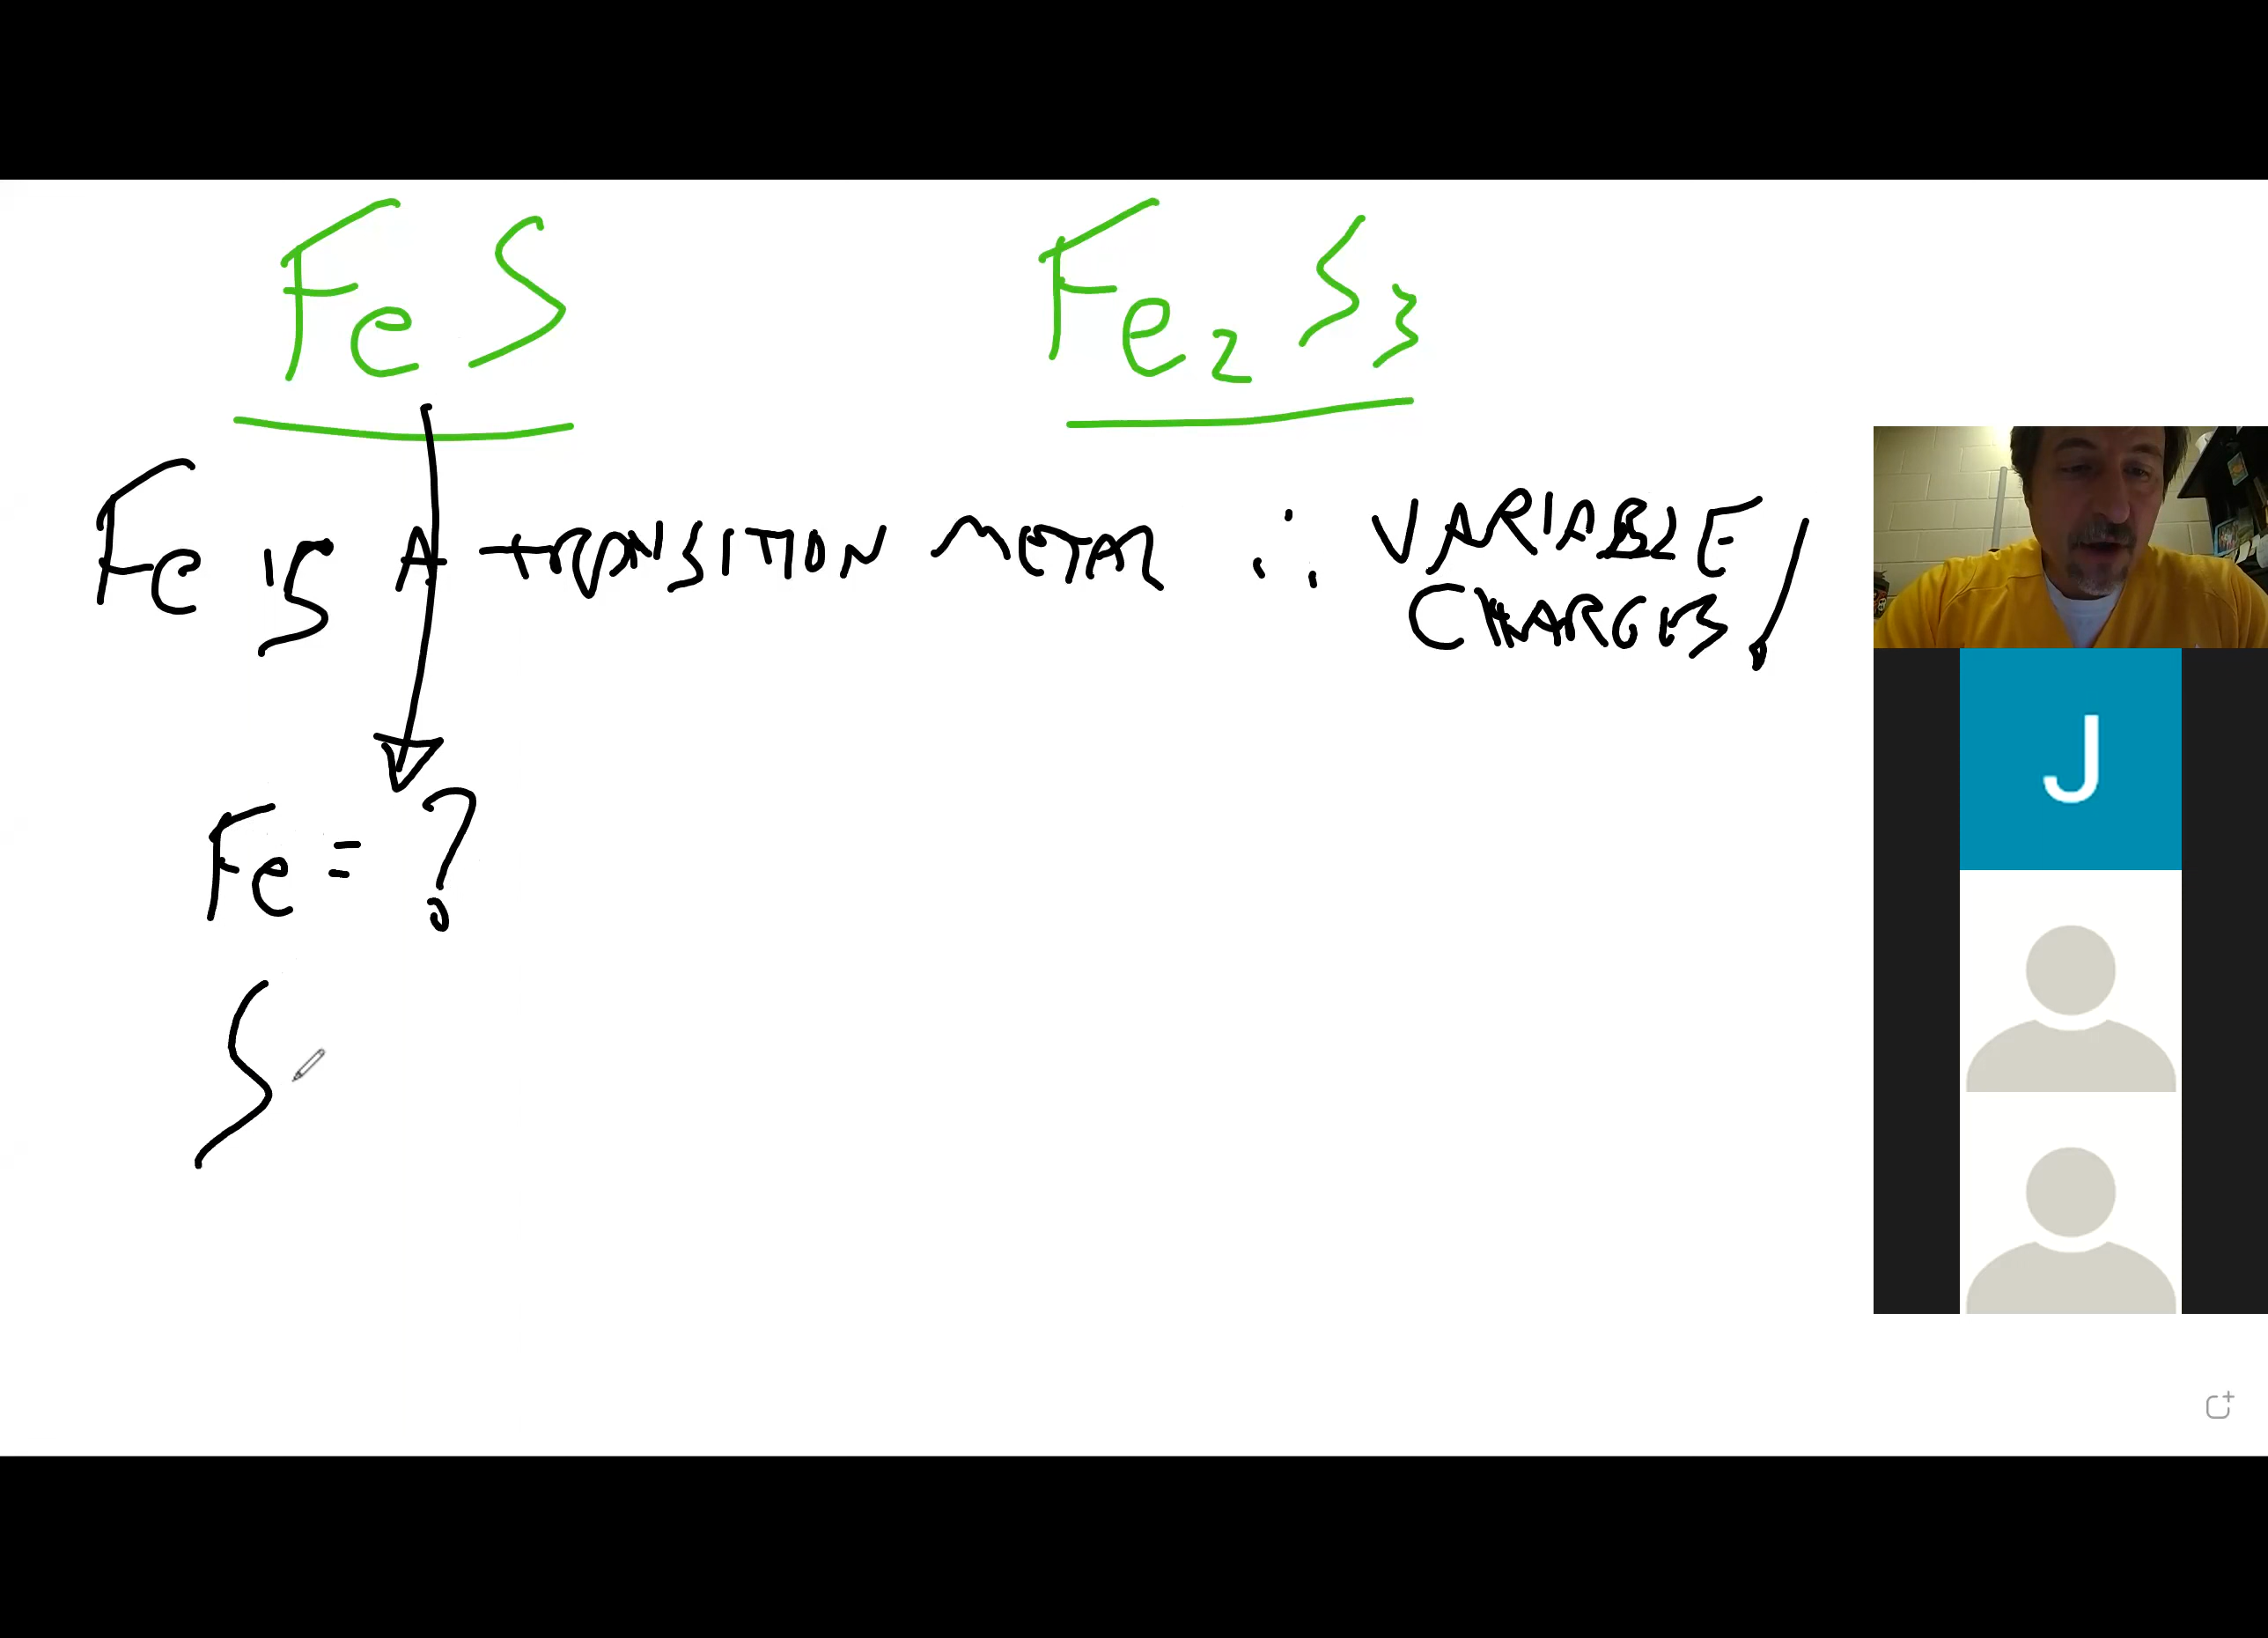 FeS Fe₂S₃
Fe is A TRANSITION METAL ∴ VARIABLE
CHARGES!
Fe = ?
S
J